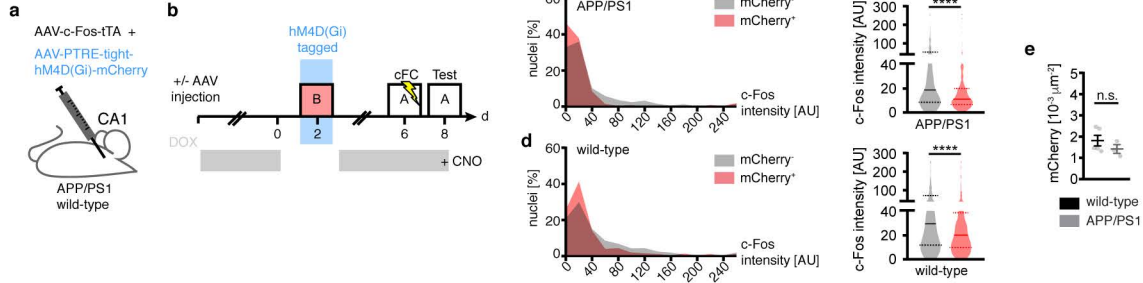 a
AAV-c-Fos-tTA +
AAV-PTRE-tight-
hM4D(Gi)-mCherry
CA1
APP/PS1
wild-type
b
hM4D(Gi)
tagged
+/- AAV
injection
cFC
Test
B
A
A
d
0
2
6
8
DOX
+ CNO
APP/PS1
mCherry⁻
mCherry⁺
nuclei [%]
60
40
20
0
0
40
80
120
160
200
240
c-Fos
intensity [AU]
****
c-Fos intensity [AU]
300
200
100
40
20
0
APP/PS1
d
wild-type
mCherry⁻
mCherry⁺
nuclei [%]
60
40
20
0
0
40
80
120
160
200
240
c-Fos
intensity [AU]
****
c-Fos intensity [AU]
300
200
100
40
20
0
wild-type
e
mCherry [10⁻³ µm⁻²]
5
4
3
2
1
0
n.s.
wild-type
APP/PS1